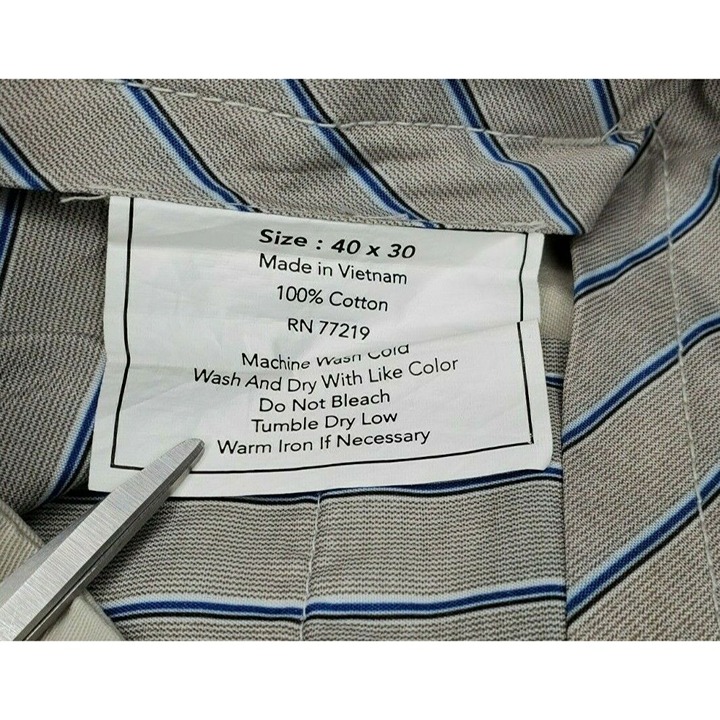 Size : 40 x 30
Made in Vietnam
100% Cotton
RN 77219
Machine Wash Cold
Wash And Dry With Like Color
Do Not Bleach
Tumble Dry Low
Warm Iron If Necessary